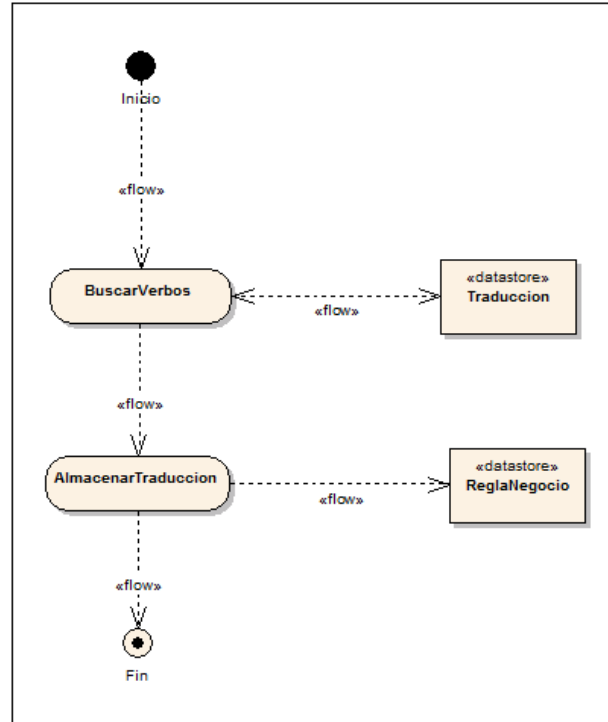 Inicio
«flow»
BuscarVerbos
«flow»
«datastore»
Traduccion
«flow»
AlmacenarTraduccion
«flow»
«datastore»
ReglaNegocio
«flow»
Fin